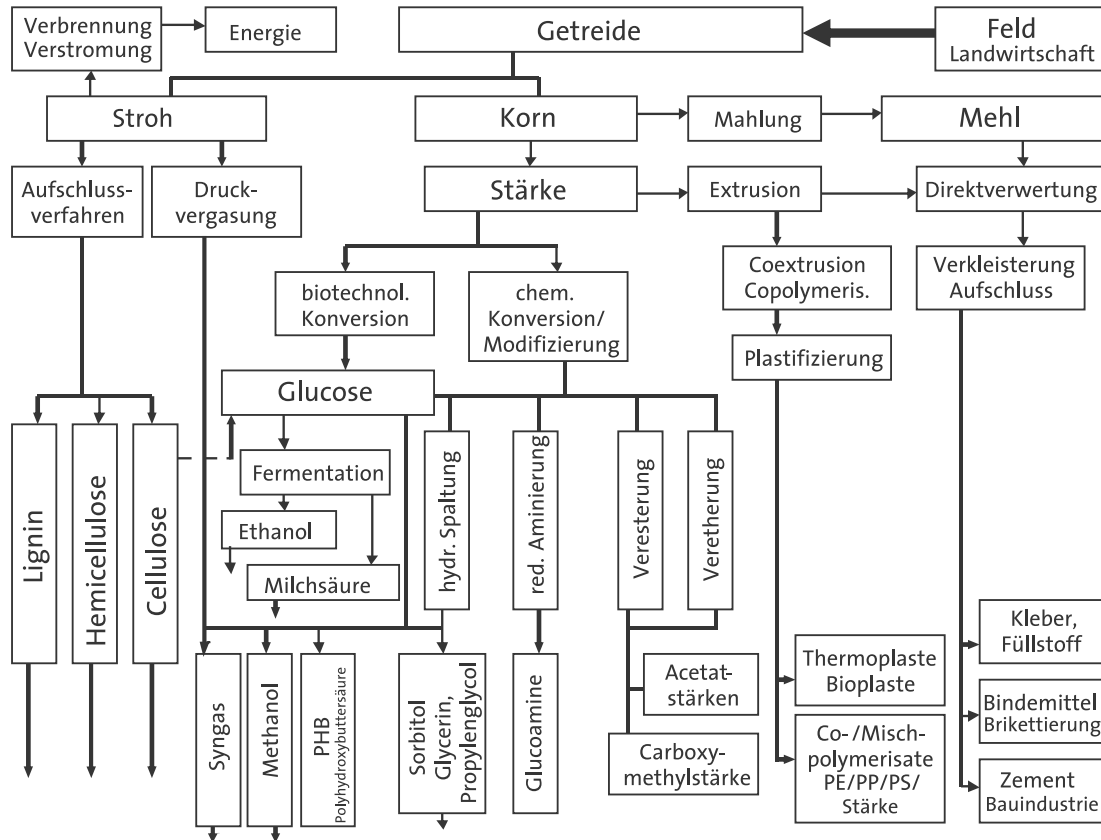 Verbrennung
Verstromung
Energie
Getreide
Feld
Landwirtschaft
Stroh
Korn
Mahlung
Mehl
Aufschluss-
verfahren
Druck-
vergasung
Stärke
Extrusion
Direktverwertung
biotechnol.
Konversion
chem.
Konversion/
Modifizierung
Coextrusion
Copolymeris.
Verkleisterung
Aufschluss
Plastifizierung
Glucose
Lignin
Hemicellulose
Cellulose
Fermentation
Ethanol
Milchsäure
hydr. Spaltung
red. Aminierung
Veresterung
Veretherung
Syngas
Methanol
PHB
Polyhydroxybuttersäure
Sorbitol
Glycerin,
Propylenglycol
Glucoamine
Acetat-
stärken
Carboxy-
methylstärke
Thermoplaste
Bioplaste
Co-/Misch-
polymerisate
PE/PP/PS/
Stärke
Kleber,
Füllstoff
Bindemittel
Brikettierung
Zement
Bauindustrie